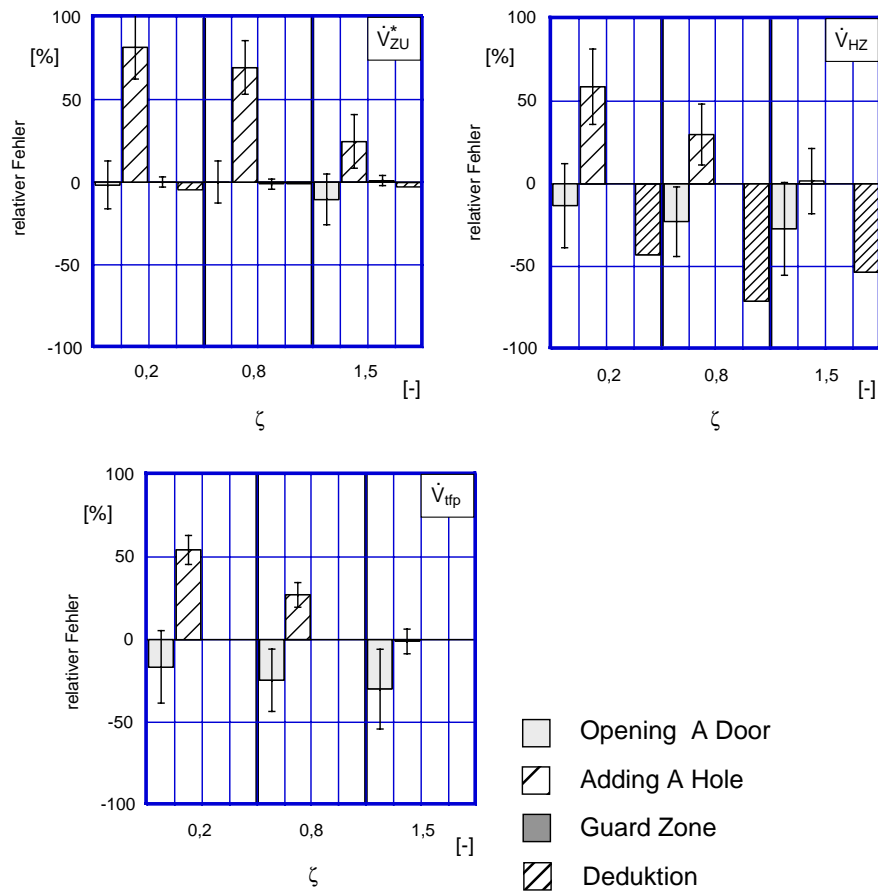 100
[%]
50
0
-50
-100
relativer Fehler
V̇*ZU
0,2 0,8 1,5
[-]
ζ
100
[%]
50
0
-50
-100
relativer Fehler
V̇HZ
0,2 0,8 1,5
[-]
ζ
100
[%]
50
0
-50
-100
relativer Fehler
V̇tfp
0,2 0,8 1,5
[-]
ζ
Opening A Door
Adding A Hole
Guard Zone
Deduktion